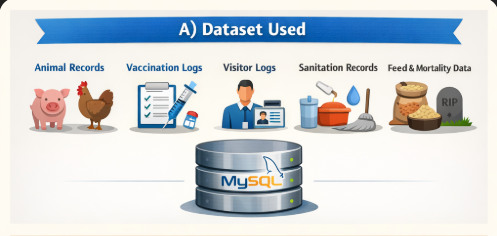 A) Dataset Used
Animal Records Vaccination Logs Visitor Logs Sanitation Records Feed & Mortality Data
RIP
MySQL